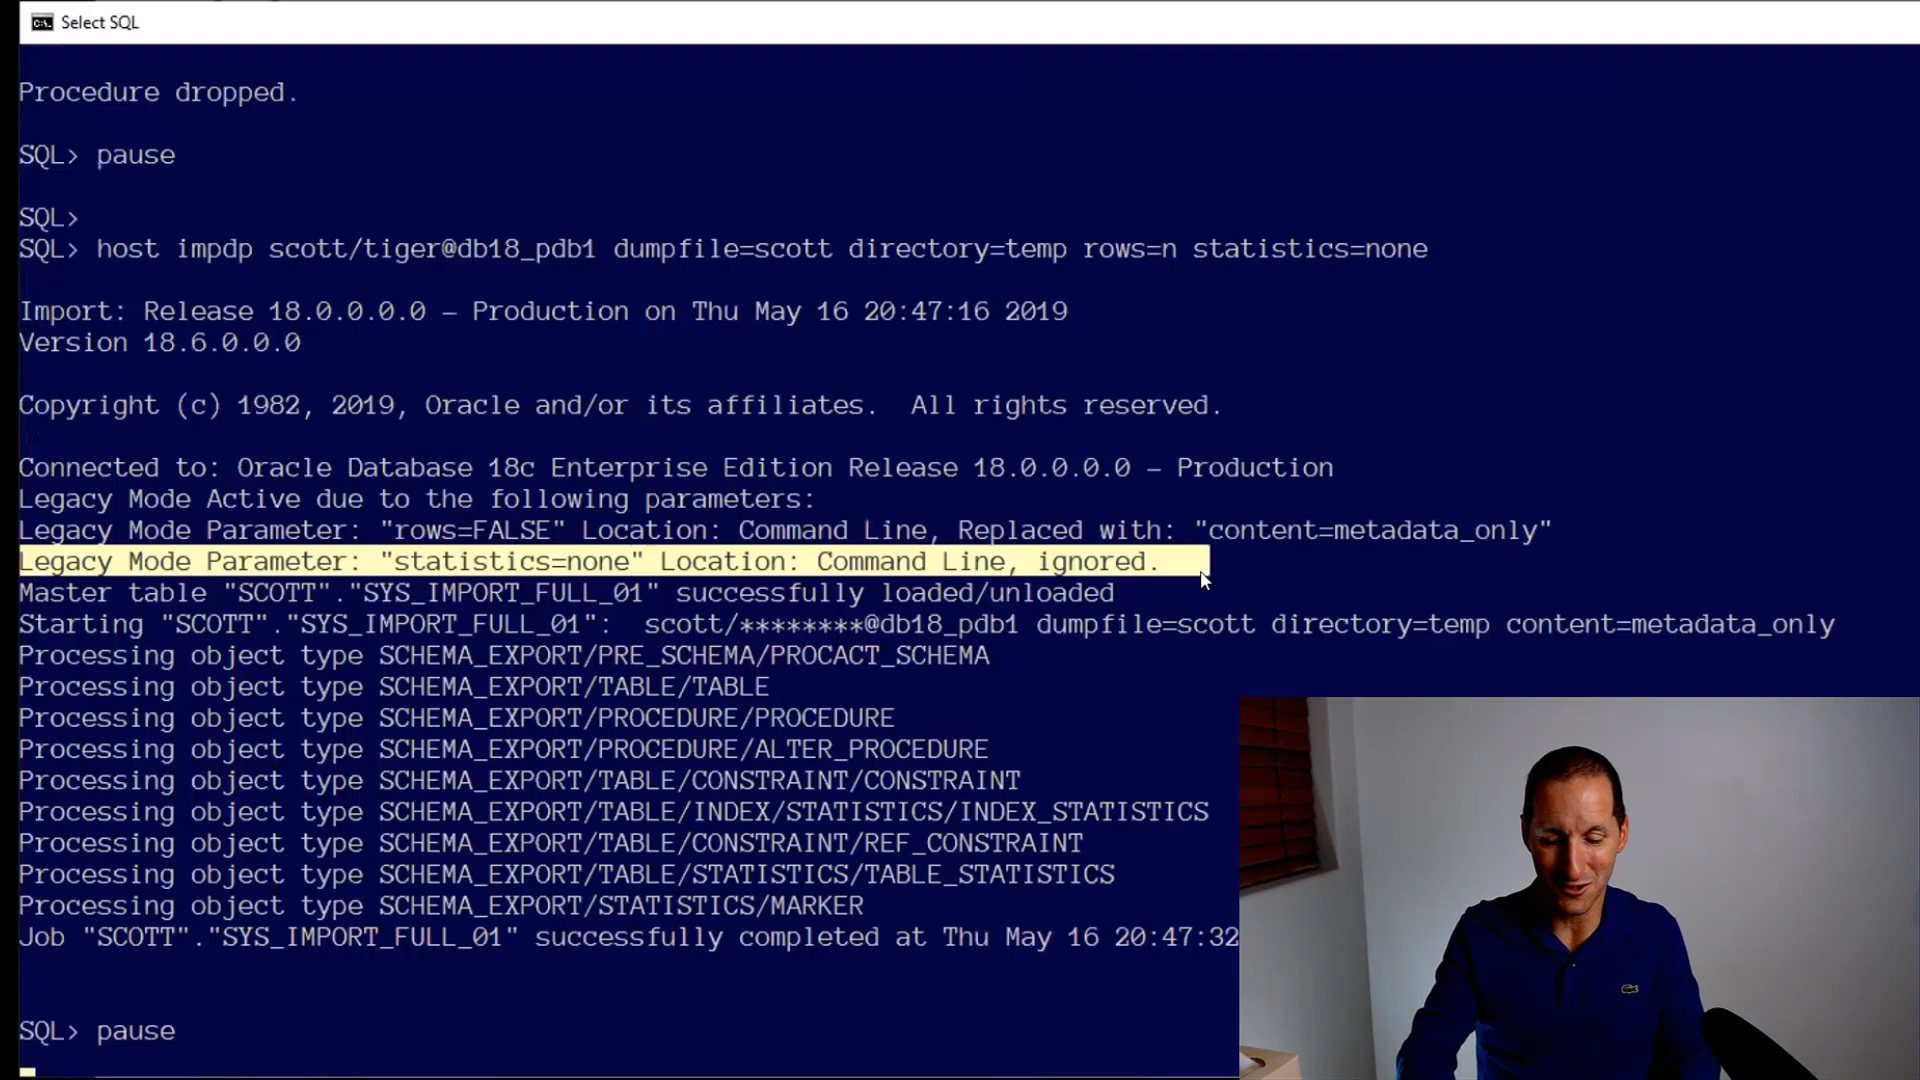 Select SQL
Procedure dropped.
SQL> pause
SQL>
SQL> host impdp scott/tiger@db18_pdb1 dumpfile=scott directory=temp rows=n statistics=none
Import: Release 18.0.0.0.0 – Production on Thu May 16 20:47:16 2019
Version 18.6.0.0.0
Copyright (c) 1982, 2019, Oracle and/or its affiliates.  All rights reserved.
Connected to: Oracle Database 18c Enterprise Edition Release 18.0.0.0.0 – Production
Legacy Mode Active due to the following parameters:
Legacy Mode Parameter: "rows=FALSE" Location: Command Line, Replaced with: "content=metadata_only"
Legacy Mode Parameter: "statistics=none" Location: Command Line, ignored.
Master table "SCOTT"."SYS_IMPORT_FULL_01" successfully loaded/unloaded
Starting "SCOTT"."SYS_IMPORT_FULL_01":  scott/********@db18_pdb1 dumpfile=scott directory=temp content=metadata_only
Processing object type SCHEMA_EXPORT/PRE_SCHEMA/PROCACT_SCHEMA
Processing object type SCHEMA_EXPORT/TABLE/TABLE
Processing object type SCHEMA_EXPORT/PROCEDURE/PROCEDURE
Processing object type SCHEMA_EXPORT/PROCEDURE/ALTER_PROCEDURE
Processing object type SCHEMA_EXPORT/TABLE/CONSTRAINT/CONSTRAINT
Processing object type SCHEMA_EXPORT/TABLE/INDEX/STATISTICS/INDEX_STATISTICS
Processing object type SCHEMA_EXPORT/TABLE/CONSTRAINT/REF_CONSTRAINT
Processing object type SCHEMA_EXPORT/TABLE/STATISTICS/TABLE_STATISTICS
Processing object type SCHEMA_EXPORT/STATISTICS/MARKER
Job "SCOTT"."SYS_IMPORT_FULL_01" successfully completed at Thu May 16 20:47:32
SQL> pause